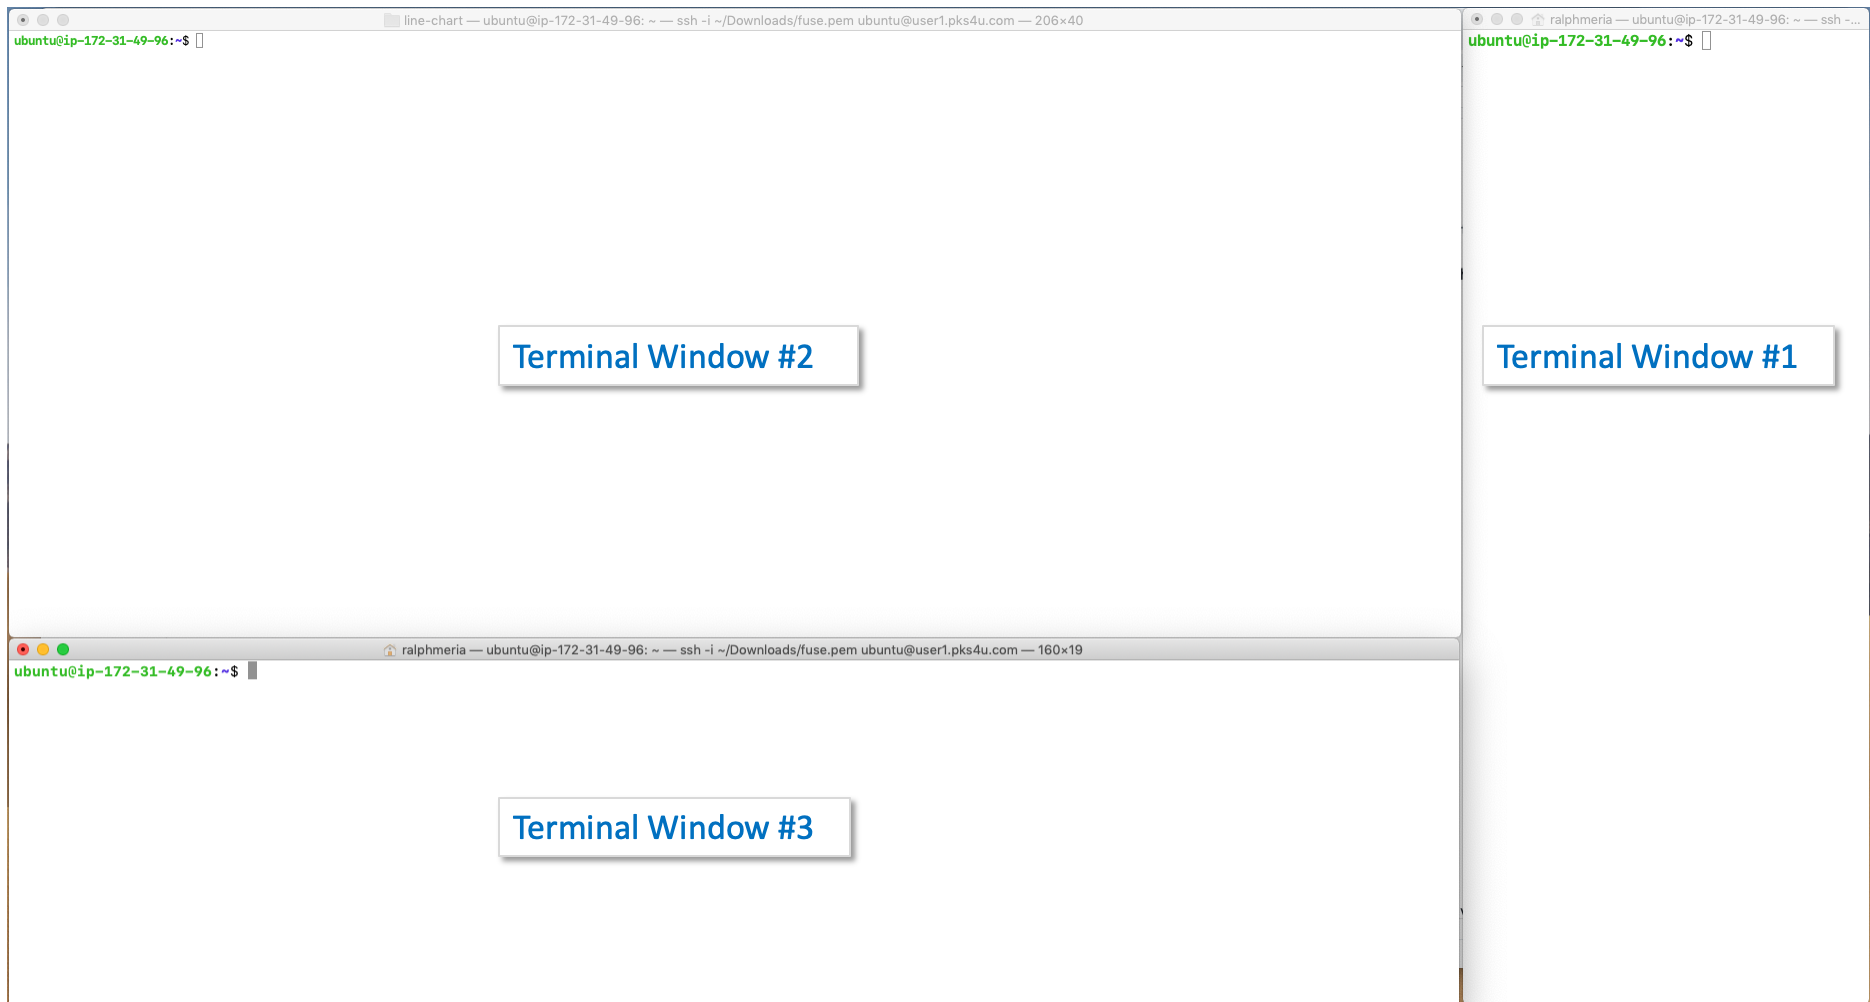 line-chart — ubuntu@ip-172-31-49-96: ~ — ssh -i ~/Downloads/fuse.pem ubuntu@user1.pks4u.com — 206×40
ubuntu@ip-172-31-49-96:~$
Terminal Window #2
ralphmeria — ubuntu@ip-172-31-49-96: ~ — ssh -...
ubuntu@ip-172-31-49-96:~$
Terminal Window #1
ralphmeria — ubuntu@ip-172-31-49-96: ~ — ssh -i ~/Downloads/fuse.pem ubuntu@user1.pks4u.com — 160×19
ubuntu@ip-172-31-49-96:~$
Terminal Window #3